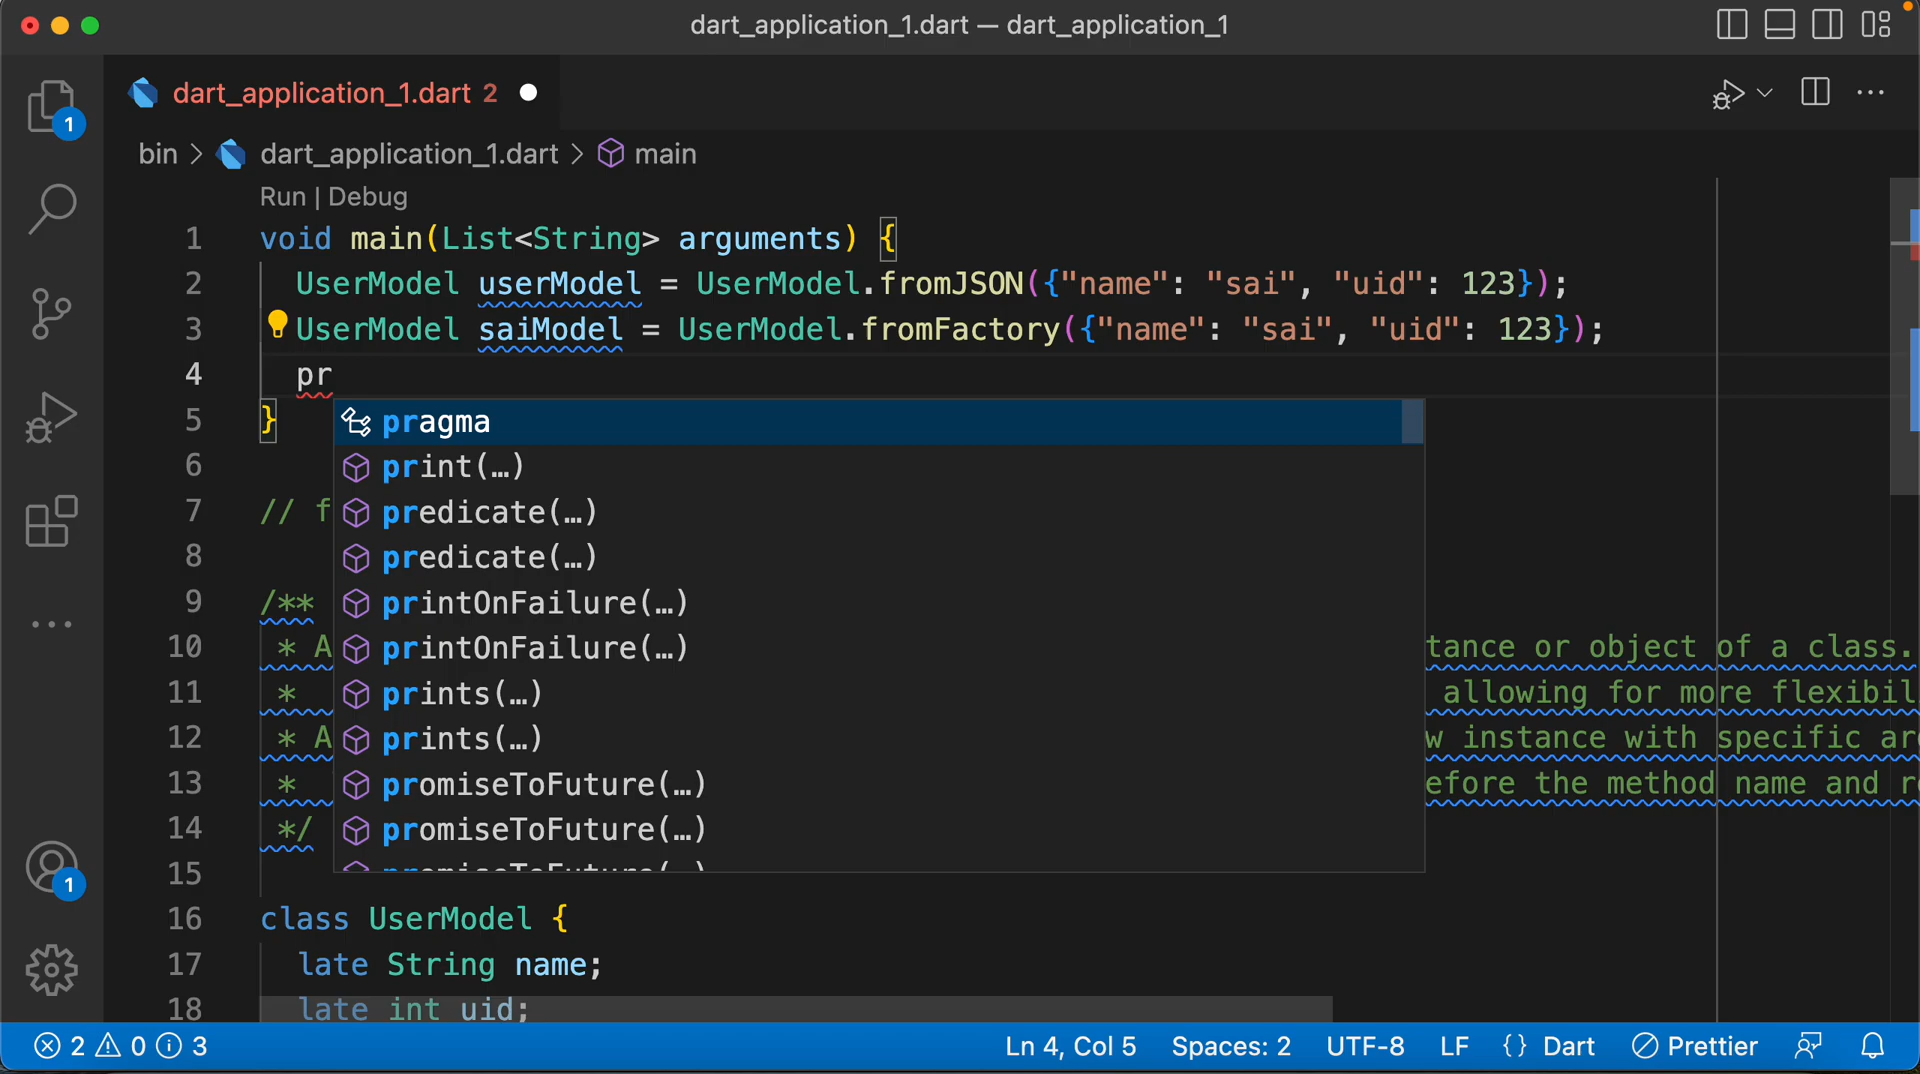 dart_application_1.dart — dart_application_1
dart_application_1.dart 2
bin > dart_application_1.dart > main
Run | Debug
1 void main(List<String> arguments) {
2 UserModel userModel = UserModel.fromJSON({"name": "sai", "uid": 123});
3 UserModel saiModel = UserModel.fromFactory({"name": "sai", "uid": 123});
4 pr
5 }
pragma
6
print(…)
7 // f
predicate(…)
8
predicate(…)
9 /**
printOnFailure(…)
10 * A
printOnFailure(…)
tance or object of a class.
11 *
prints(…)
allowing for more flexibil
12 * A
prints(…)
w instance with specific ar
13 *
promiseToFuture(…)
efore the method name and r
14 */
promiseToFuture(…)
15
promiseToFuture(…)
16 class UserModel {
17 late String name;
18 late int uid;
1
1
2 0 3
Ln 4, Col 5 Spaces: 2 UTF-8 LF {} Dart Prettier